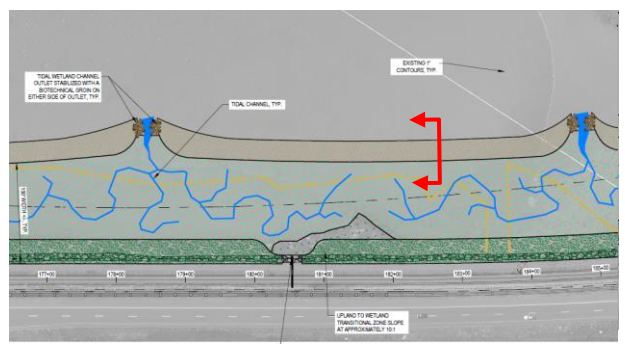 TIDAL WETLAND CHANNEL
OUTLET STABILIZED WITH A
BIOTECHNICAL GROIN ON
EITHER SIDE OF OUTLET, TYP.
EXISTING 1'
CONTOURS, TYP.
TIDAL CHANNEL, TYP.
WIDTH +/-, TYP.
177+00
178+00
179+00
180+00
181+00
182+00
183+00
184+00
185+00
UPLAND TO WETLAND
TRANSITIONAL ZONE SLOPE
AT APPROXIMATELY 10:1